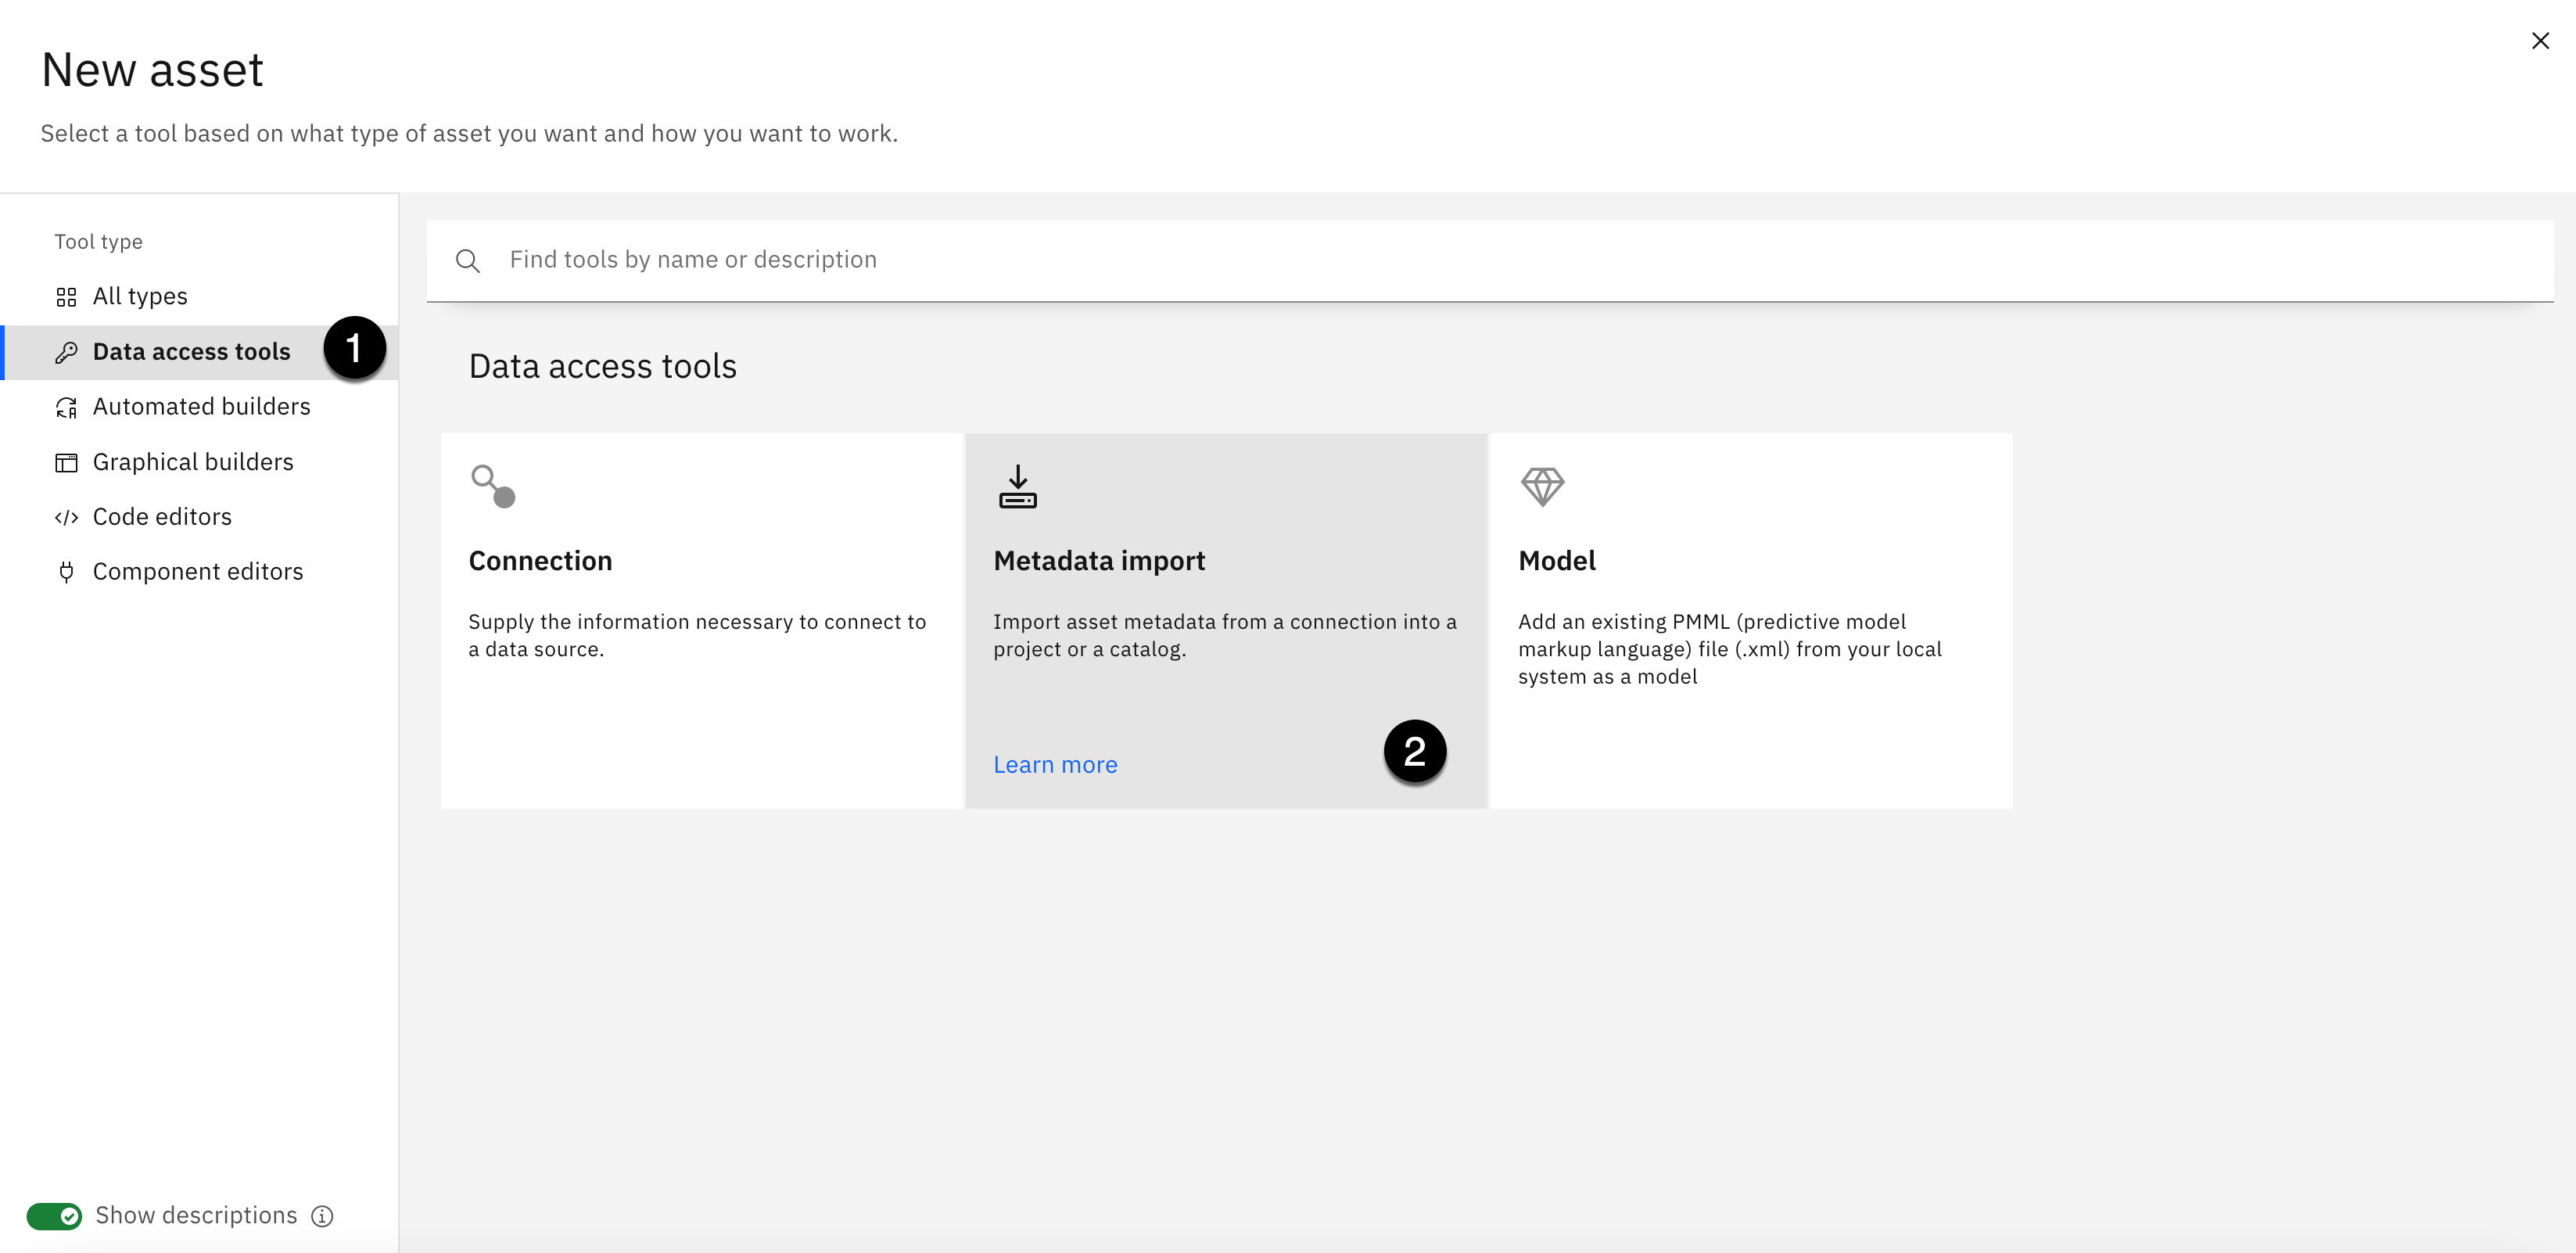 New asset
Select a tool based on what type of asset you want and how you want to work.
Tool type
All types
Data access tools
1
Automated builders
Graphical builders
Code editors
Component editors
Show descriptions
Find tools by name or description
Data access tools
Connection
Supply the information necessary to connect to
a data source.
Metadata import
Import asset metadata from a connection into a
project or a catalog.
Learn more
2
Model
Add an existing PMML (predictive model
markup language) file (.xml) from your local
system as a model